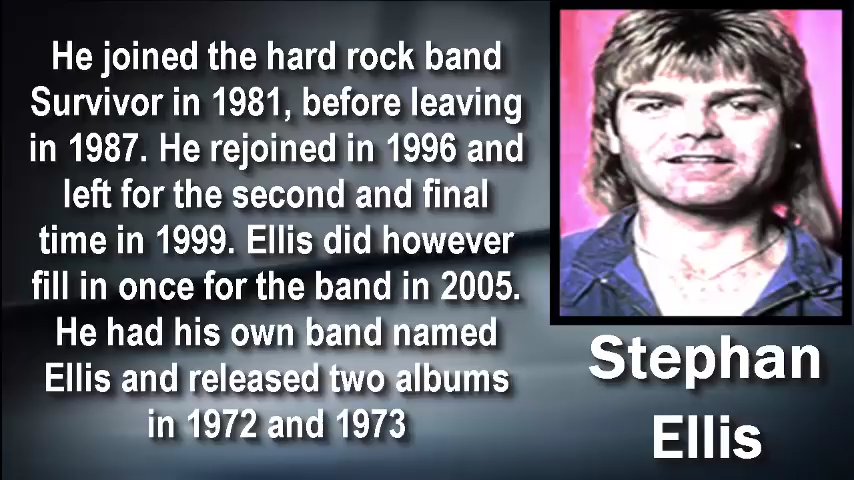 He joined the hard rock band
Survivor in 1981, before leaving
in 1987. He rejoined in 1996 and
left for the second and final
time in 1999. Ellis did however
fill in once for the band in 2005.
He had his own band named
Ellis and released two albums
in 1972 and 1973
Stephan
Ellis